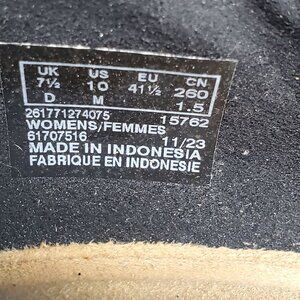 UK US EU CN
7½ 10 41½ 260
D M 1.5
261771274075 15762
WOMENS/FEMMES
61707516 11/23
MADE IN INDONESIA
FABRIQUE EN INDONESIE